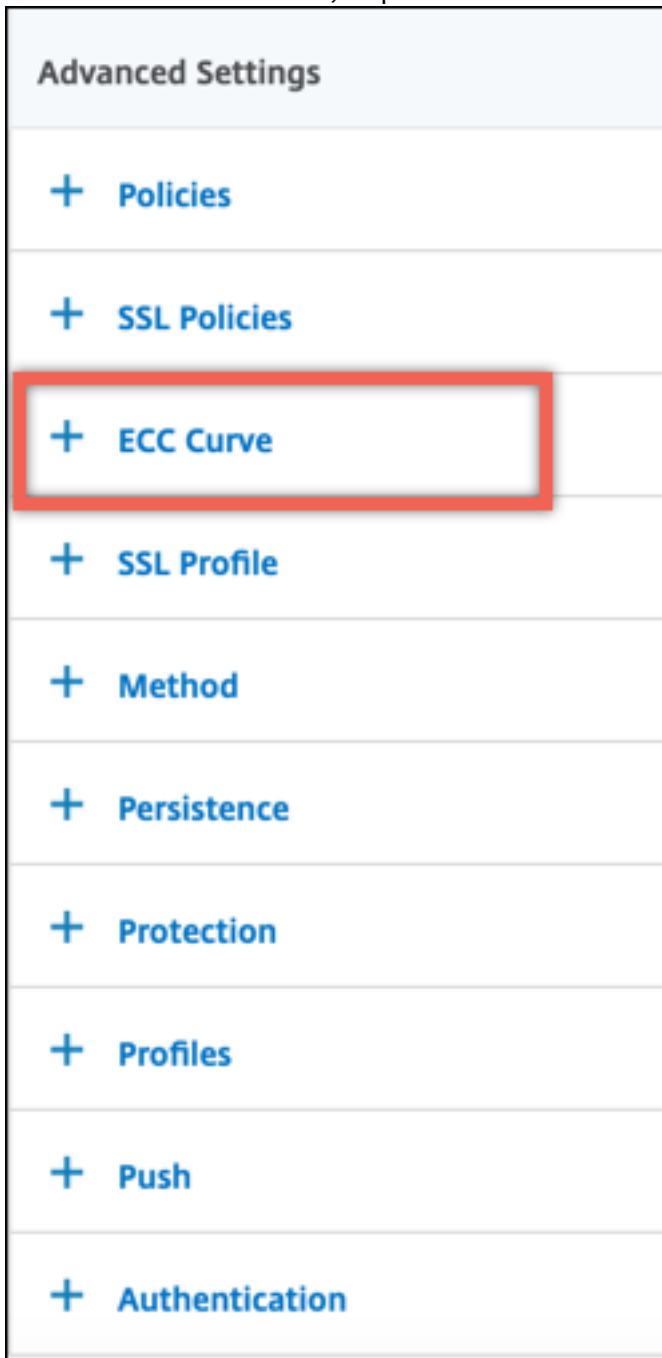 Advanced Settings
+ Policies
+ SSL Policies
+ ECC Curve
+ SSL Profile
+ Method
+ Persistence
+ Protection
+ Profiles
+ Push
+ Authentication